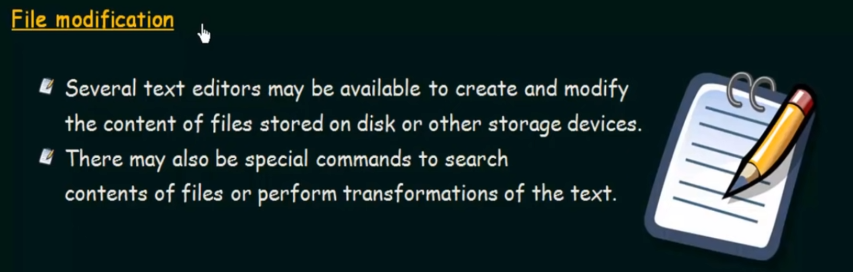 File modification
Several text editors may be available to create and modify
the content of files stored on disk or other storage devices.
There may also be special commands to search
contents of files or perform transformations of the text.